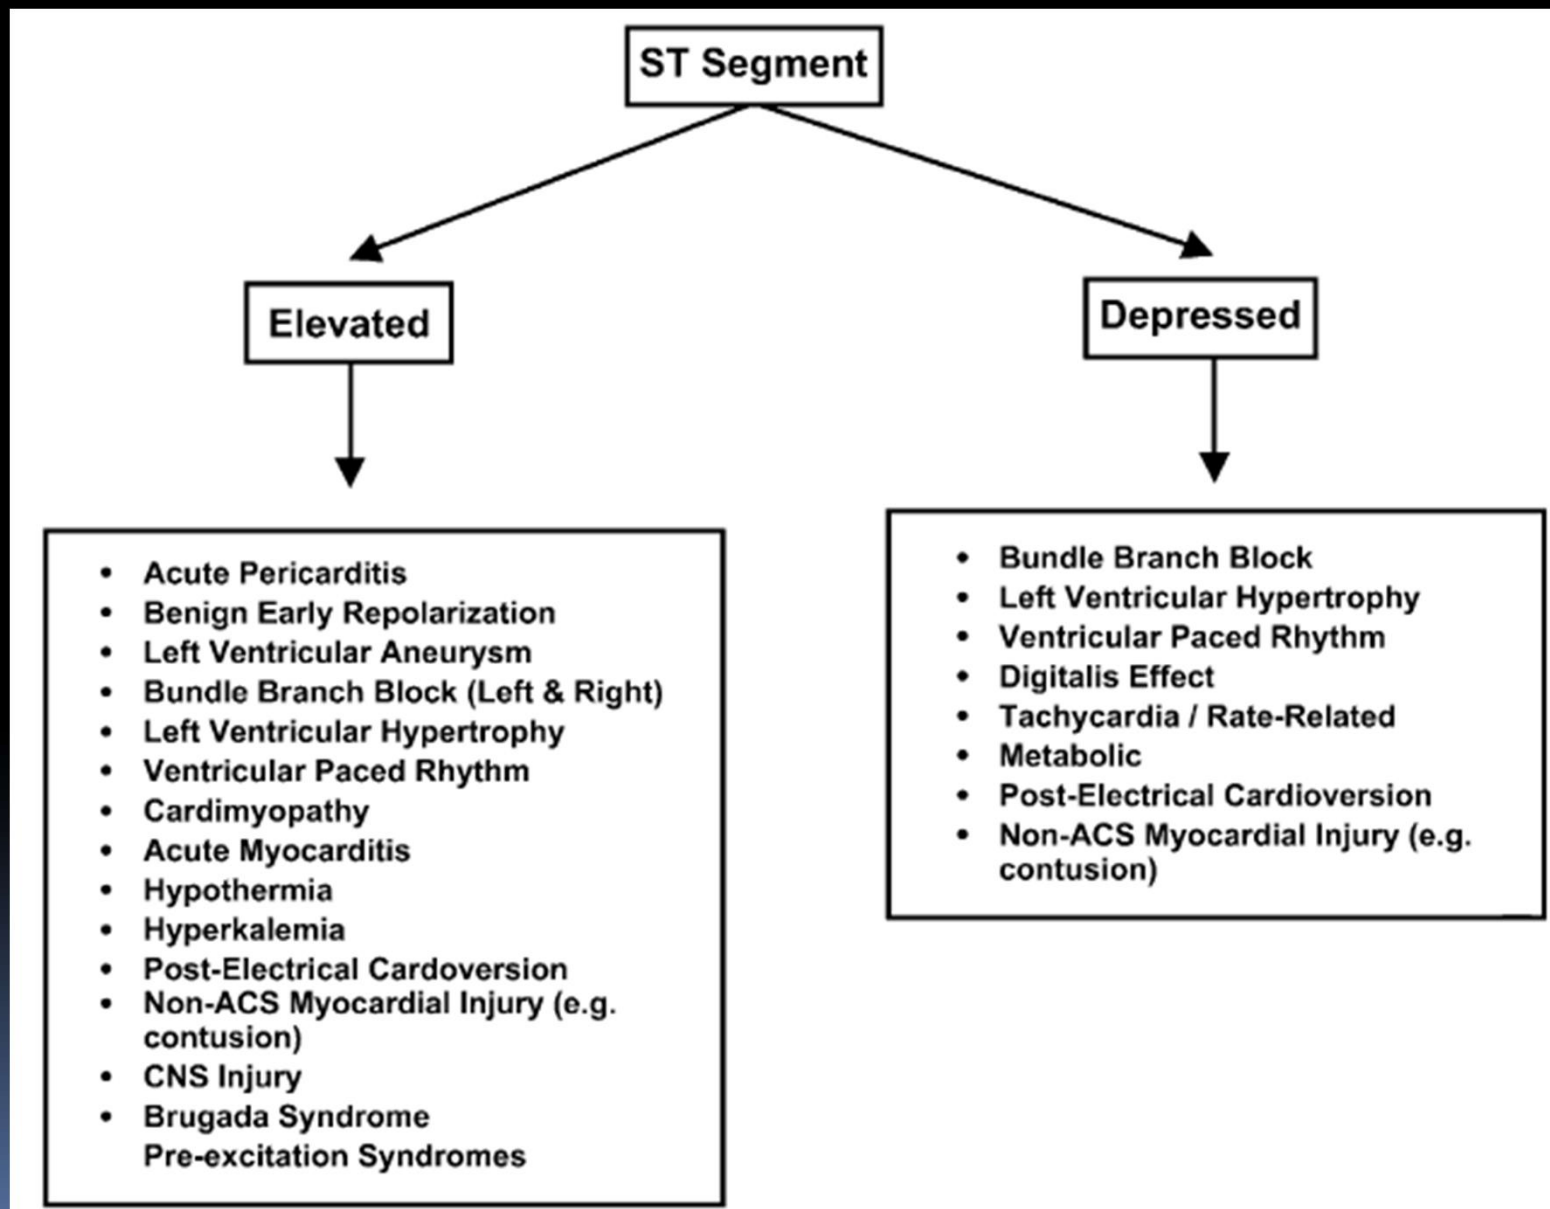 ST Segment
Elevated
Depressed
• Acute Pericarditis
• Benign Early Repolarization
• Left Ventricular Aneurysm
• Bundle Branch Block (Left & Right)
• Left Ventricular Hypertrophy
• Ventricular Paced Rhythm
• Cardimyopathy
• Acute Myocarditis
• Hypothermia
• Hyperkalemia
• Post-Electrical Cardoversion
• Non-ACS Myocardial Injury (e.g.
contusion)
• CNS Injury
• Brugada Syndrome
Pre-excitation Syndromes
• Bundle Branch Block
• Left Ventricular Hypertrophy
• Ventricular Paced Rhythm
• Digitalis Effect
• Tachycardia / Rate-Related
• Metabolic
• Post-Electrical Cardioversion
• Non-ACS Myocardial Injury (e.g.
contusion)